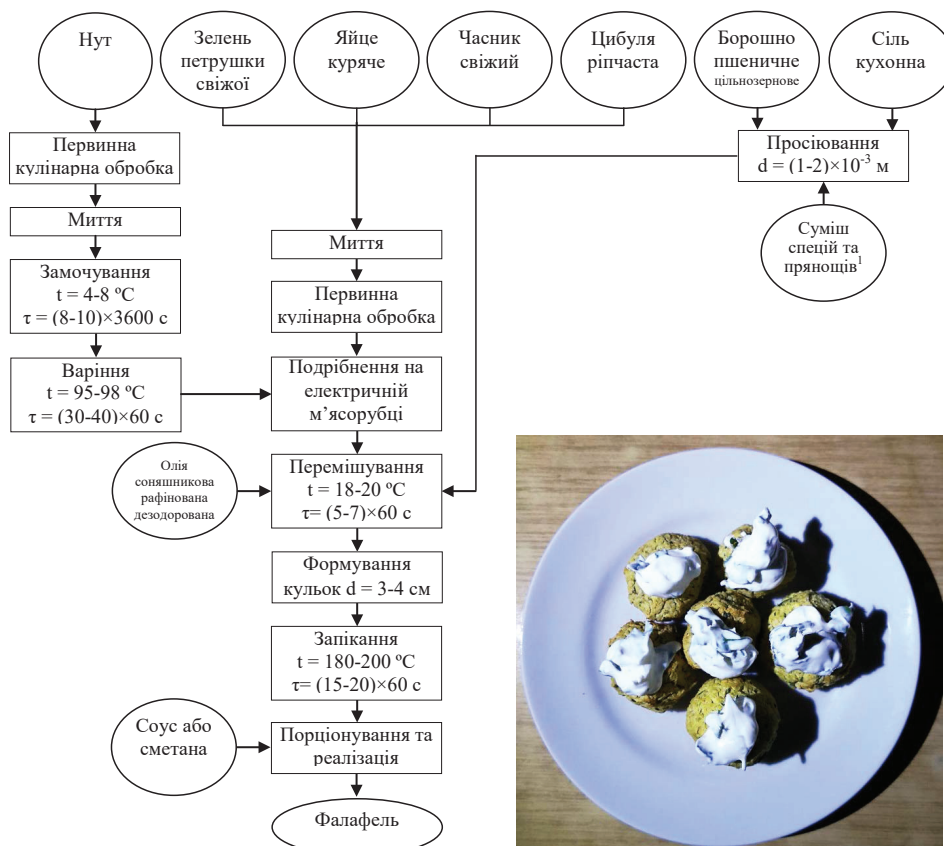 Нут
Зелень
петрушки
свіжої
Яйце
куряче
Часник
свіжий
Цибуля
ріпчаста
Борошно
пшеничне
цільнозернове
Сіль
кухонна
Первинна
кулінарна обробка
Просіювання
d = (1-2)×10⁻³ м
Миття
Суміш
спецій та
прянощів¹
Миття
Замочування
t = 4-8 ºС
τ = (8-10)×3600 с
Первинна
кулінарна обробка
Варіння
t = 95-98 ºС
τ = (30-40)×60 с
Подрібнення на
електричній
м’ясорубці
Олія
соняшникова
рафінована
дезодорована
Перемішування
t = 18-20 ºС
τ= (5-7)×60 с
Формування
кульок d = 3-4 см
Запікання
t = 180-200 ºС
τ= (15-20)×60 с
Соус або
сметана
Порціонування та
реалізація
Фалафель